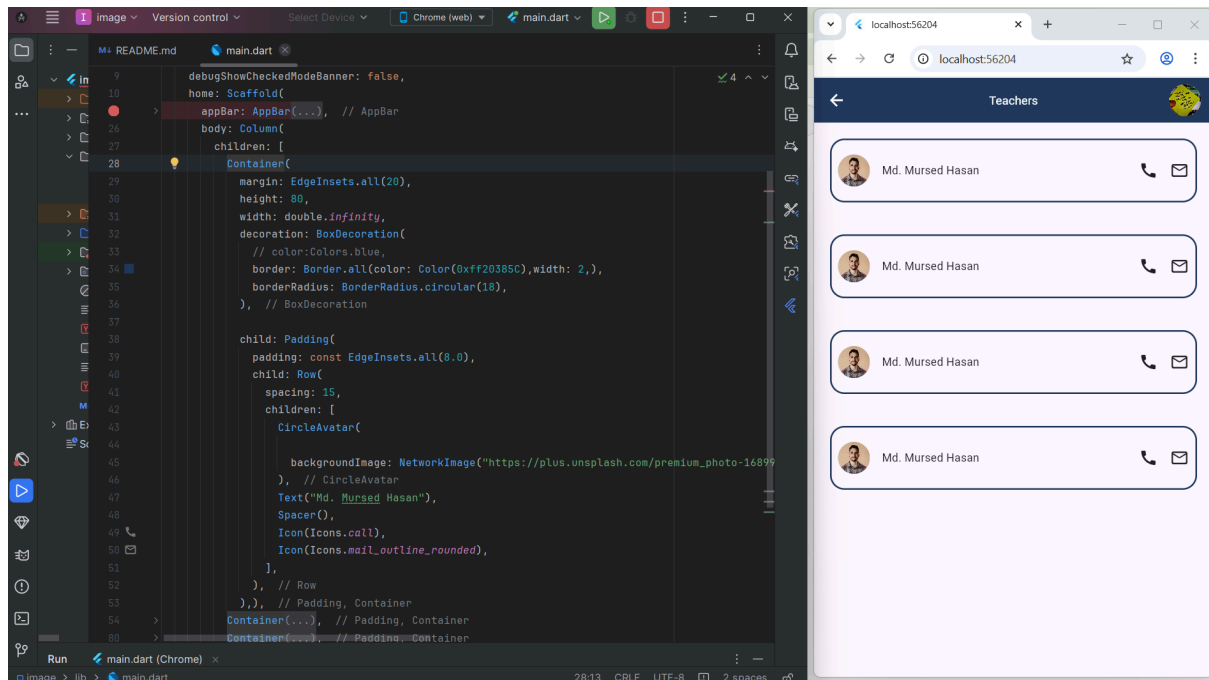 I image Version control Select Device Chrome (web) main.dart
M↓ README.md main.dart
9 debugShowCheckedModeBanner: false,
10 home: Scaffold(
appBar: AppBar(...), // AppBar
26 body: Column(
27 children: [
28 Container(
29 margin: EdgeInsets.all(20),
30 height: 80,
31 width: double.infinity,
32 decoration: BoxDecoration(
33 // color:Colors.blue,
34 border: Border.all(color: Color(0xff20385C),width: 2,),
35 borderRadius: BorderRadius.circular(18),
36 ), // BoxDecoration
37
38 child: Padding(
39 padding: const EdgeInsets.all(8.0),
40 child: Row(
41 spacing: 15,
42 children: [
43 CircleAvatar(
44
45 backgroundImage: NetworkImage("https://plus.unsplash.com/premium_photo-16899
46 ), // CircleAvatar
47 Text("Md. Mursed Hasan"),
48 Spacer(),
49 Icon(Icons.call),
50 Icon(Icons.mail_outline_rounded),
51 ],
52 ), // Row
53 ),), // Padding, Container
54 Container(...), // Padding, Container
80 Container(...), // Padding, Container
4
im
Ex
Sc
Run main.dart (Chrome)
image > lib > main.dart 28:13 CRLF UTF-8 2 spaces
localhost:56204
localhost:56204
Teachers
Md. Mursed Hasan
Md. Mursed Hasan
Md. Mursed Hasan
Md. Mursed Hasan